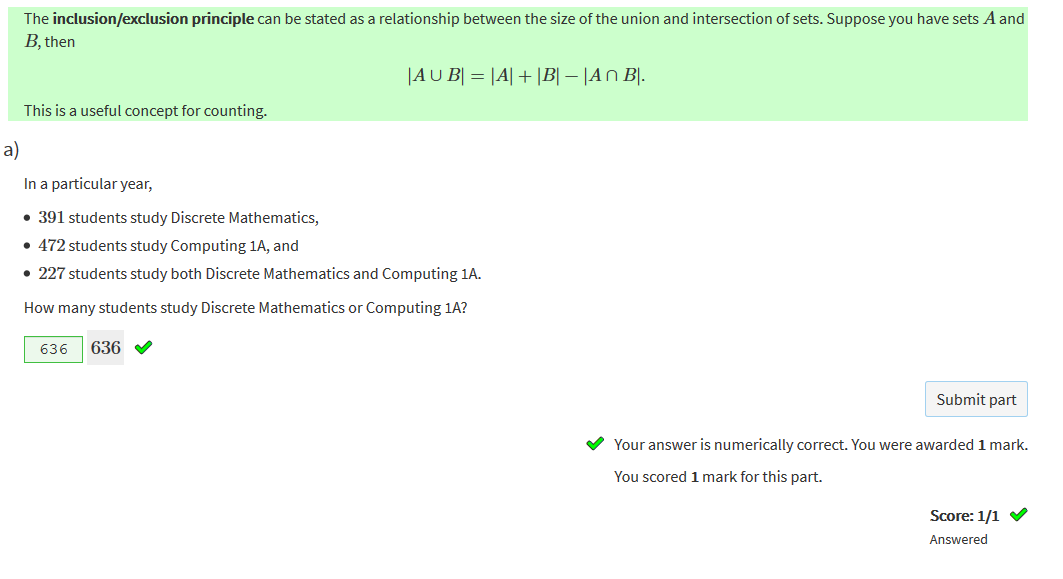 The inclusion/exclusion principle can be stated as a relationship between the size of the union and intersection of sets. Suppose you have sets A and
B, then
|A ∪ B| = |A| + |B| − |A ∩ B|.
This is a useful concept for counting.
a)
In a particular year,
• 391 students study Discrete Mathematics,
• 472 students study Computing 1A, and
• 227 students study both Discrete Mathematics and Computing 1A.
How many students study Discrete Mathematics or Computing 1A?
636 636
Submit part
Your answer is numerically correct. You were awarded 1 mark.
You scored 1 mark for this part.
Score: 1/1
Answered